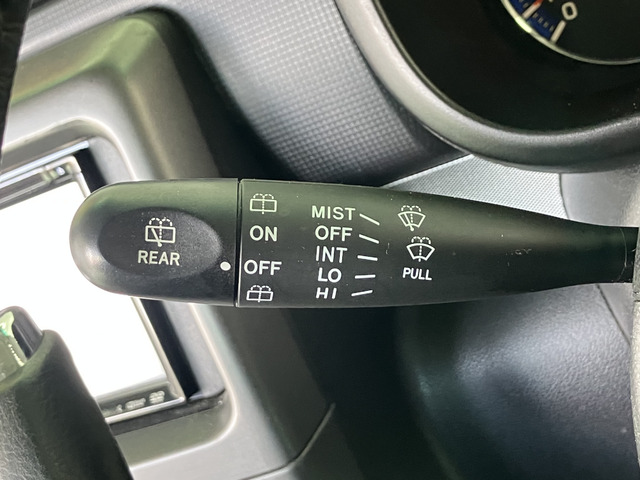 REAR
ON
OFF
MIST
OFF
INT
LO
HI
PULL